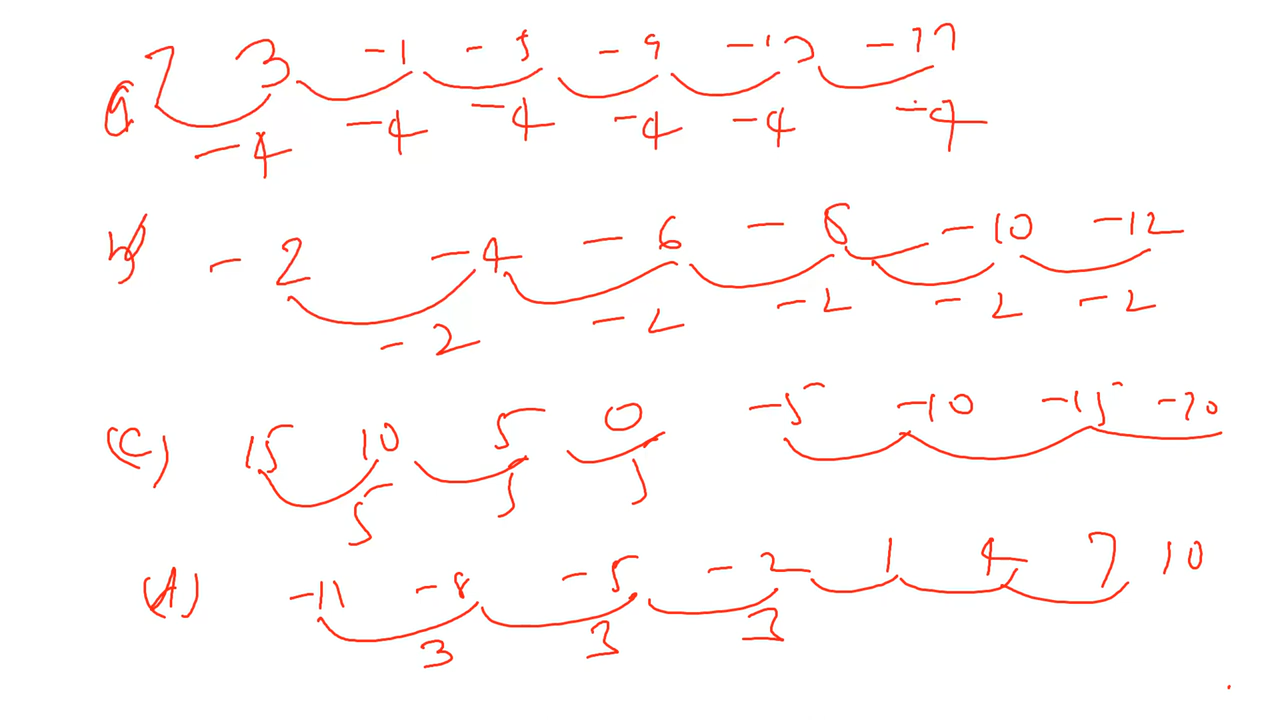 a) 7 3 -1 -5 -9 -13 -17
-4 -4 -4 -4 -4 -4
b) -2 -4 -6 -8 -10 -12
-2 -2 -2 -2 -2
(C) 15 10 5 0 -5 -10 -15 -20
5 5 5
(d) -11 -8 -5 -2 1 4 7 10
3 3 3